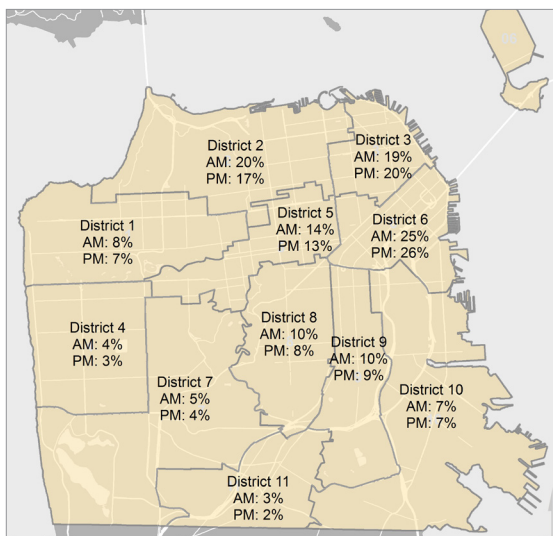 District 2
AM: 20%
PM: 17%
District 3
AM: 19%
PM: 20%
District 1
AM: 8%
PM: 7%
District 5
AM: 14%
PM 13%
District 6
AM: 25%
PM: 26%
District 4
AM: 4%
PM: 3%
District 7
AM: 5%
PM: 4%
District 8
AM: 10%
PM: 8%
District 9
AM: 10%
PM: 9%
District 10
AM: 7%
PM: 7%
District 11
AM: 3%
PM: 2%